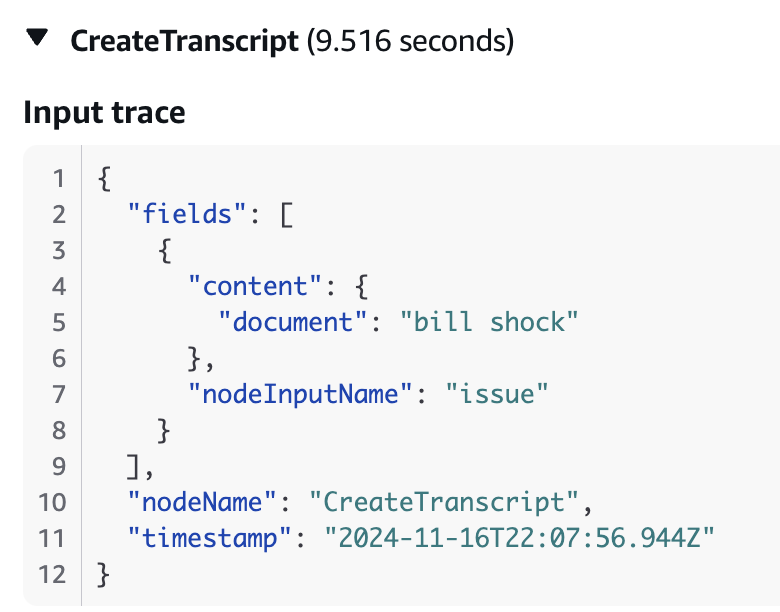 ▼ CreateTranscript (9.516 seconds)
Input trace
1 {
2   "fields": [
3     {
4       "content": {
5         "document": "bill shock"
6       },
7       "nodeInputName": "issue"
8     }
9   ],
10   "nodeName": "CreateTranscript",
11   "timestamp": "2024-11-16T22:07:56.944Z"
12 }